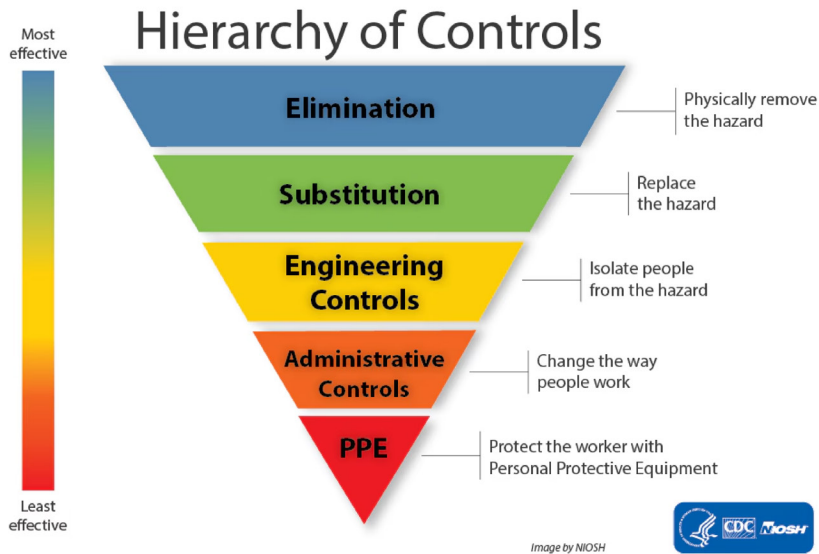 Hierarchy of Controls
Most
effective
Elimination
Physically remove
the hazard
Substitution
Replace
the hazard
Engineering
Controls
Isolate people
from the hazard
Administrative
Controls
Change the way
people work
PPE
Protect the worker with
Personal Protective Equipment
Least
effective
Image by NIOSH
CDC NIOSH